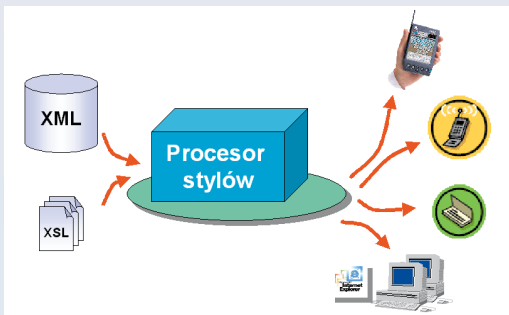 XML
XSL
Procesor
stylów
Internet
Explorer